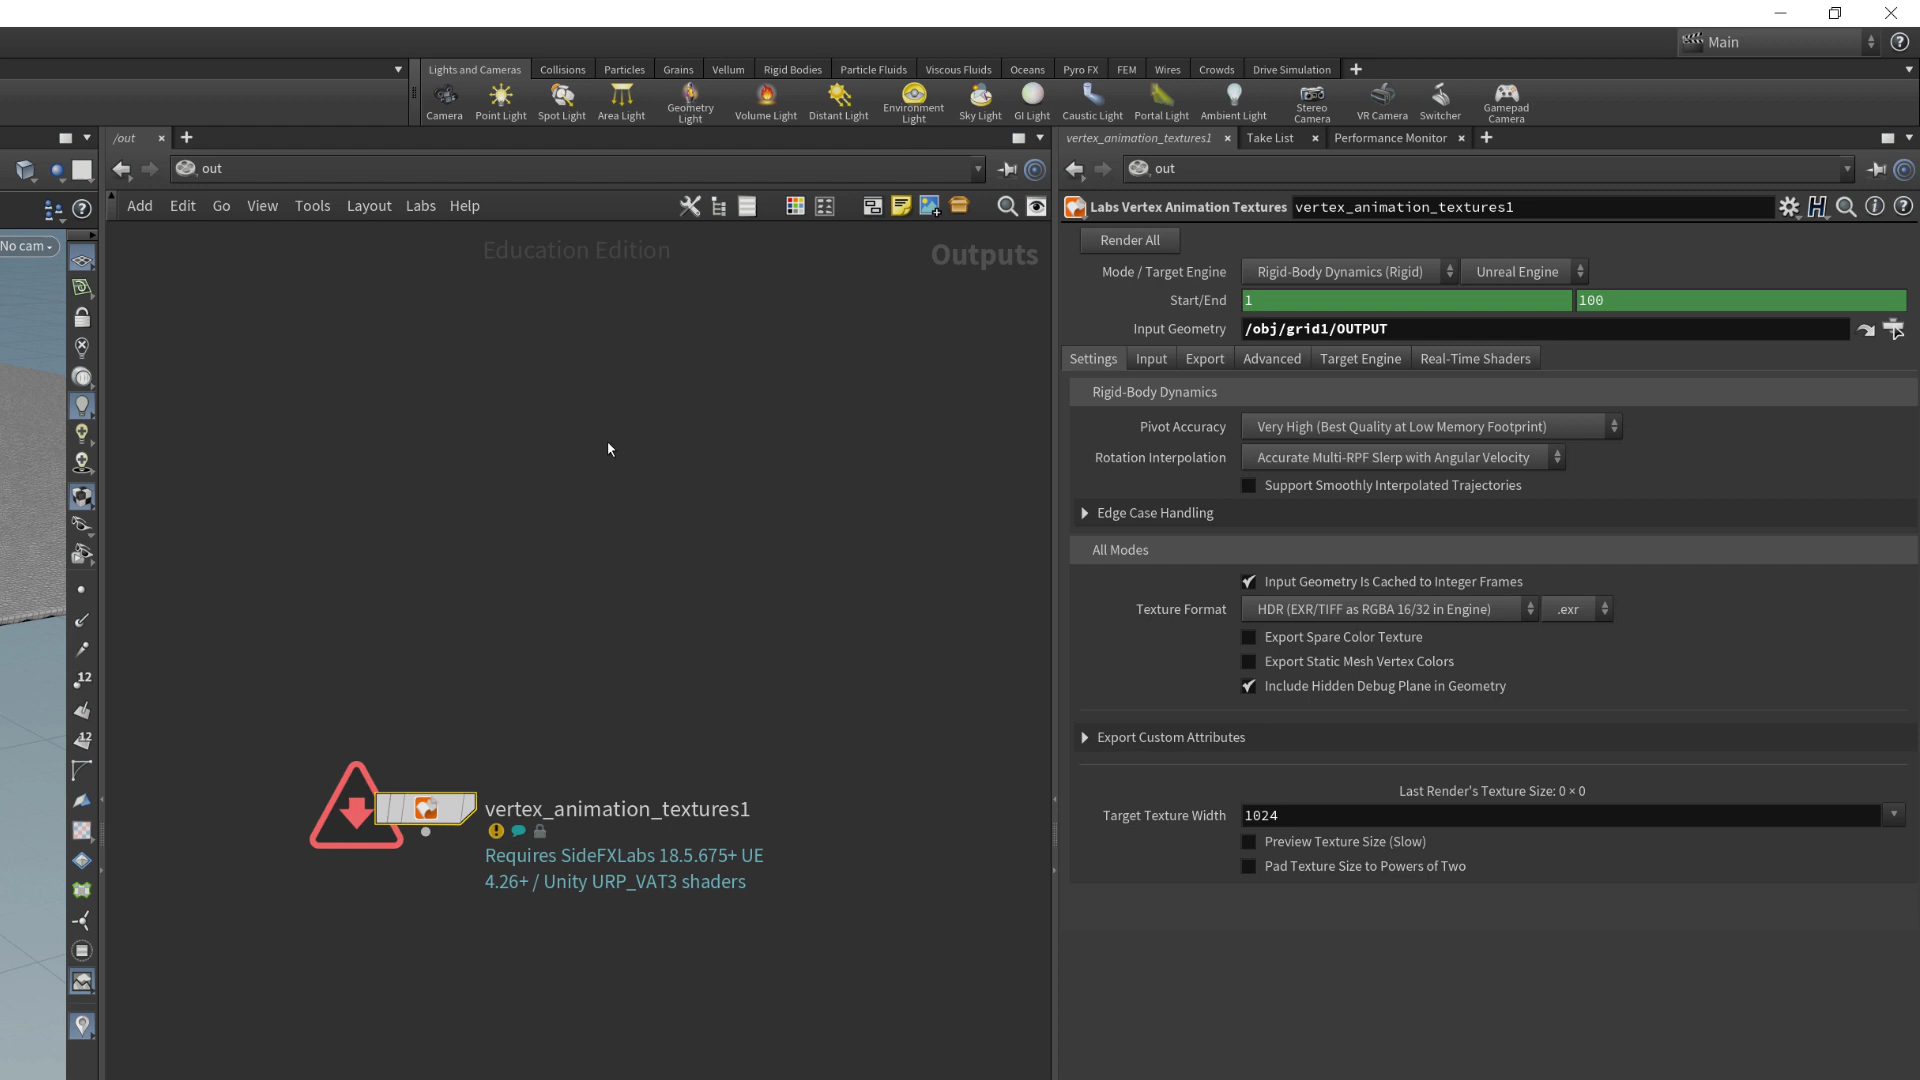 Main
Lights and Cameras Collisions Particles Grains Vellum Rigid Bodies Particle Fluids Viscous Fluids Oceans Pyro FX FEM Wires Crowds Drive Simulation
Camera Point Light Spot Light Area Light Geometry Light Volume Light Distant Light Environment Light Sky Light GI Light Caustic Light Portal Light Ambient Light Stereo Camera VR Camera Switcher Gamepad Camera
/out
vertex_animation_textures1 Take List Performance Monitor
out
out
Add Edit Go View Tools Layout Labs Help
Labs Vertex Animation Textures vertex_animation_textures1
No cam
Education Edition
Outputs
12
12
vertex_animation_textures1
Requires SideFXLabs 18.5.675+ UE
4.26+ / Unity URP_VAT3 shaders
Render All
Mode / Target Engine Rigid-Body Dynamics (Rigid) Unreal Engine
Start/End 1 100
Input Geometry /obj/grid1/OUTPUT
Settings Input Export Advanced Target Engine Real-Time Shaders
Rigid-Body Dynamics
Pivot Accuracy Very High (Best Quality at Low Memory Footprint)
Rotation Interpolation Accurate Multi-RPF Slerp with Angular Velocity
Support Smoothly Interpolated Trajectories
Edge Case Handling
All Modes
Input Geometry Is Cached to Integer Frames
Texture Format HDR (EXR/TIFF as RGBA 16/32 in Engine) .exr
Export Spare Color Texture
Export Static Mesh Vertex Colors
Include Hidden Debug Plane in Geometry
Export Custom Attributes
Last Render's Texture Size: 0 × 0
Target Texture Width 1024
Preview Texture Size (Slow)
Pad Texture Size to Powers of Two